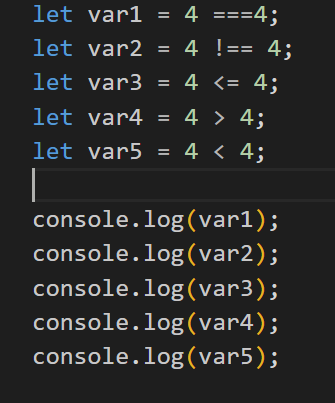 let var1 = 4 ===4;
let var2 = 4 !== 4;
let var3 = 4 <= 4;
let var4 = 4 > 4;
let var5 = 4 < 4;
console.log(var1);
console.log(var2);
console.log(var3);
console.log(var4);
console.log(var5);